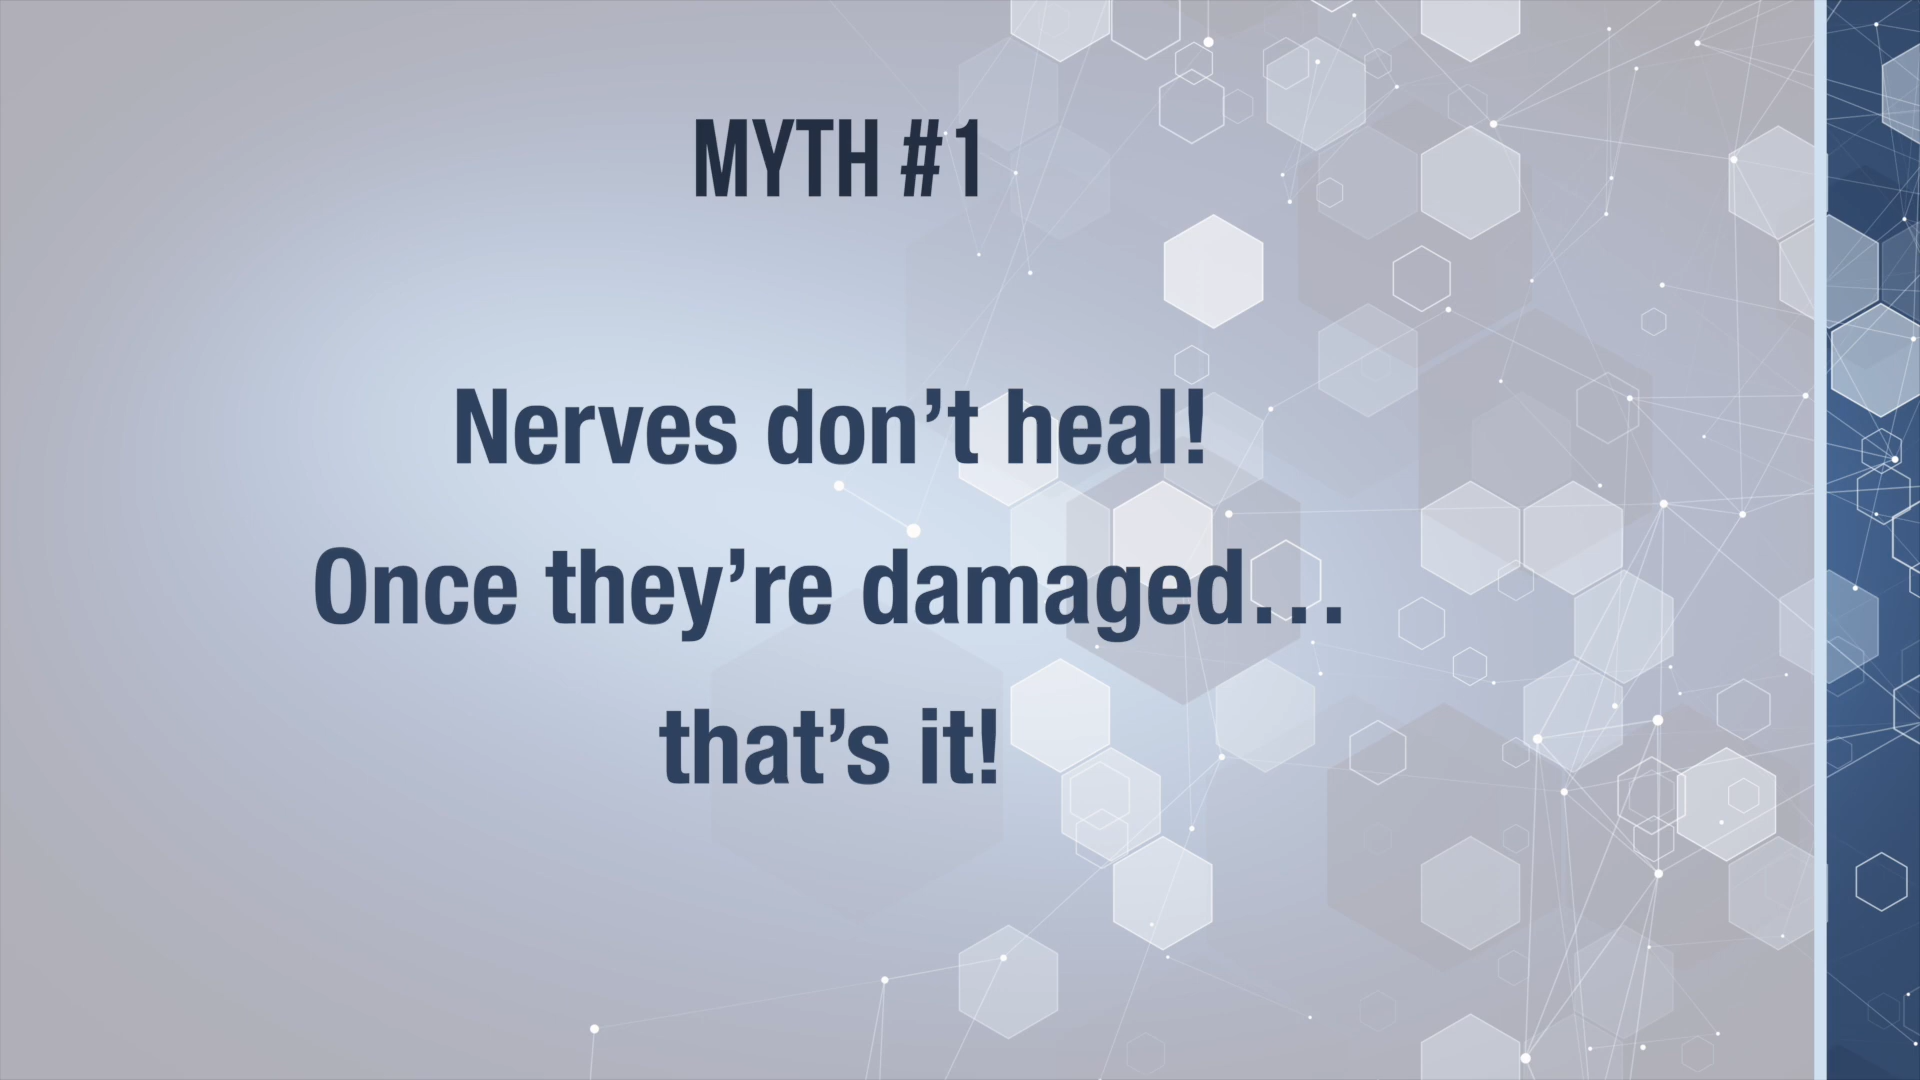 MYTH #1
Nerves don’t heal!
Once they’re damaged…
that’s it!